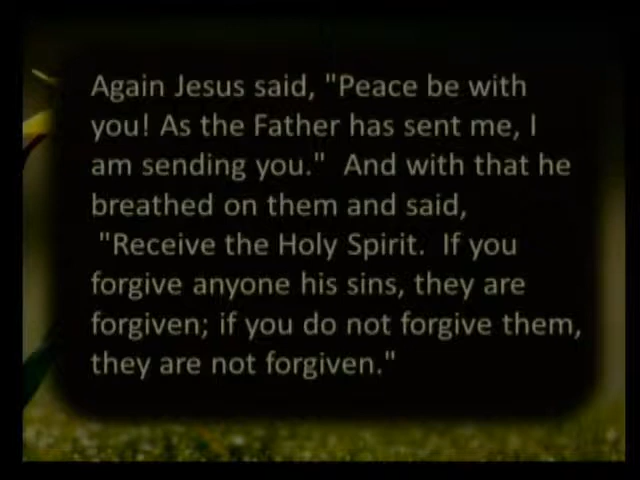 Again Jesus said, "Peace be with
you! As the Father has sent me, I
am sending you."  And with that he
breathed on them and said,
 "Receive the Holy Spirit.  If you
forgive anyone his sins, they are
forgiven; if you do not forgive them,
they are not forgiven."